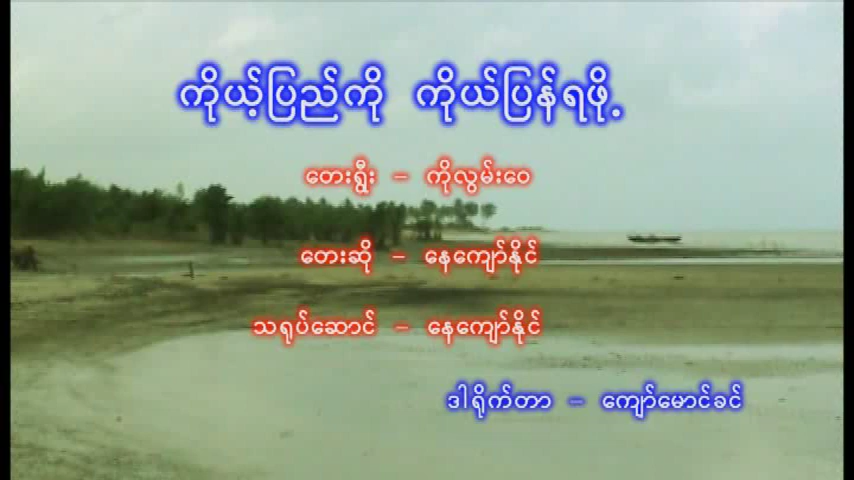 ကိုယ့်ပြည်ကို ကိုယ်ပြန်ရဖို့
တေးရွီး - ကိုလွမ်းဝေ
တေးဆို - နေကျော်နိုင်
သရုပ်ဆောင် - နေကျော်နိုင်
ဒါရိုက်တာ - ကျော်မောင်ခင်